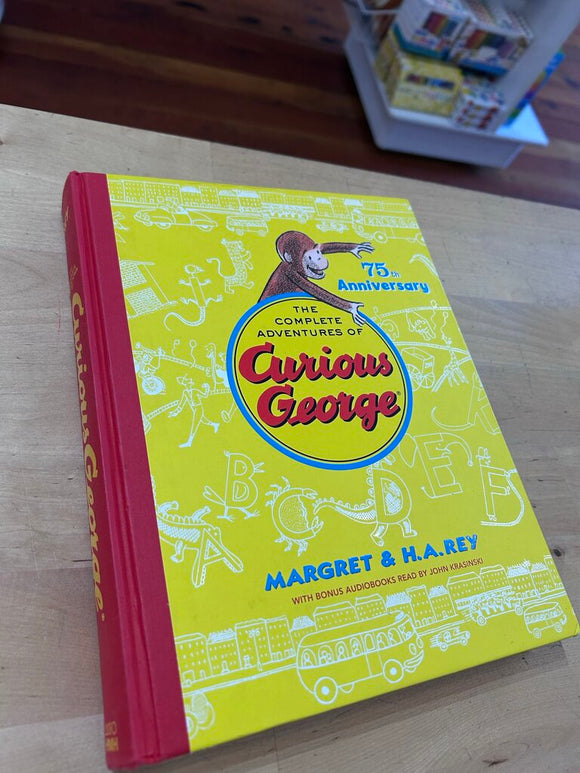 75th
Anniversary
THE
COMPLETE
ADVENTURES OF
Curious
George®
A B C D E F
MARGRET & H.A.REY
WITH BONUS AUDIOBOOKS READ BY JOHN KRASINSKI
Curious George
HMH